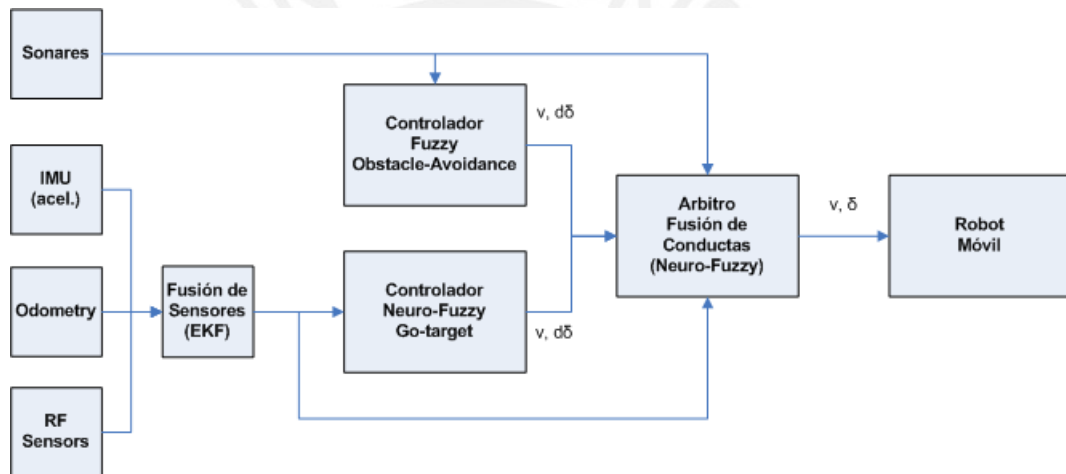 Sonares
IMU
(acel.)
Odometry
RF
Sensors
Fusión de
Sensores
(EKF)
Controlador
Fuzzy
Obstacle-Avoidance
v, dδ
Controlador
Neuro-Fuzzy
Go-target
v, dδ
Arbitro
Fusión de
Conductas
(Neuro-Fuzzy)
v, δ
Robot
Móvil